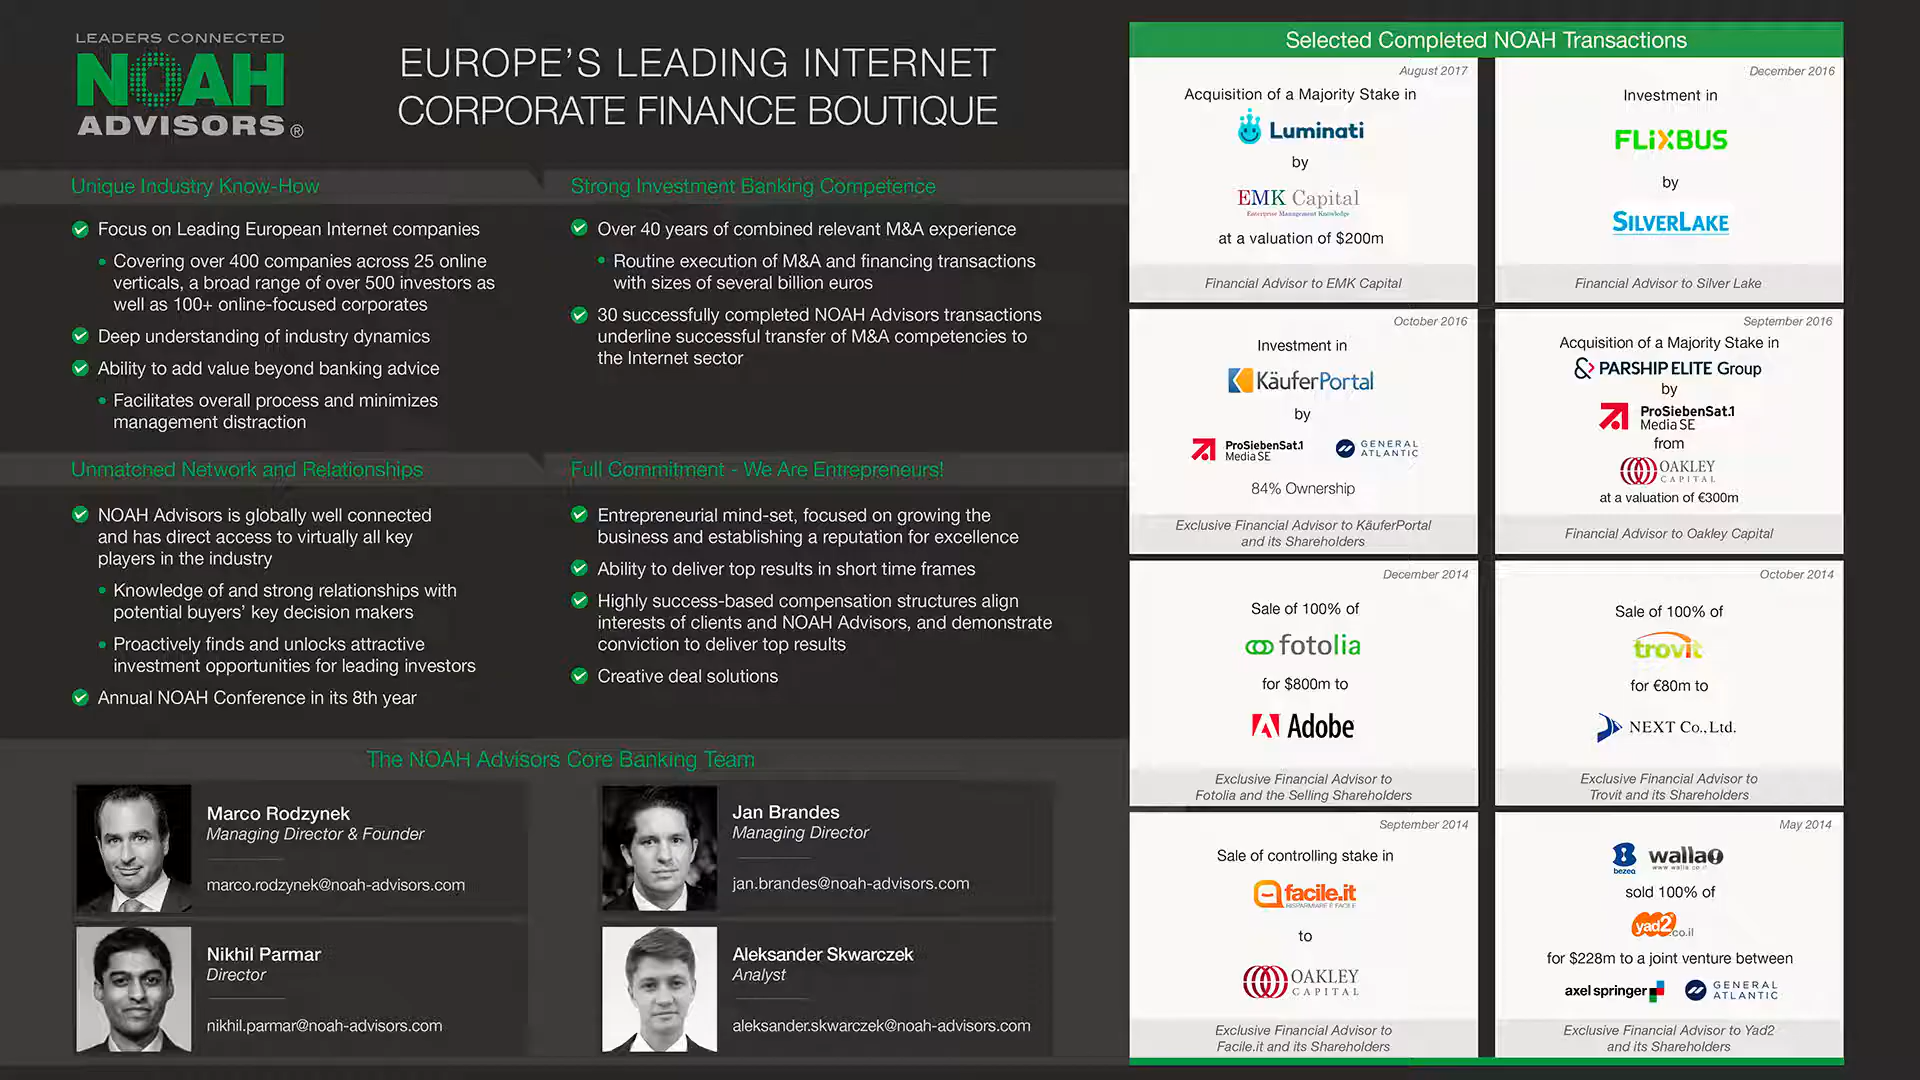 LEADERS CONNECTED
NOAH
ADVISORS®
EUROPE'S LEADING INTERNET
CORPORATE FINANCE BOUTIQUE
Unique Industry Know-How
Focus on Leading European Internet companies
Covering over 400 companies across 25 online
verticals, a broad range of over 500 investors as
well as 100+ online-focused corporates
Deep understanding of industry dynamics
Ability to add value beyond banking advice
Facilitates overall process and minimizes
management distraction
Strong Investment Banking Competence
Over 40 years of combined relevant M&A experience
Routine execution of M&A and financing transactions
with sizes of several billion euros
30 successfully completed NOAH Advisors transactions
underline successful transfer of M&A competencies to
the Internet sector
Unmatched Network and Relationships
NOAH Advisors is globally well connected
and has direct access to virtually all key
players in the industry
Knowledge of and strong relationships with
potential buyers' key decision makers
Proactively finds and unlocks attractive
investment opportunities for leading investors
Annual NOAH Conference in its 8th year
Full Commitment - We Are Entrepreneurs!
Entrepreneurial mind-set, focused on growing the
business and establishing a reputation for excellence
Ability to deliver top results in short time frames
Highly success-based compensation structures align
interests of clients and NOAH Advisors, and demonstrate
conviction to deliver top results
Creative deal solutions
The NOAH Advisors Core Banking Team
Marco Rodzynek
Managing Director & Founder
marco.rodzynek@noah-advisors.com
Jan Brandes
Managing Director
jan.brandes@noah-advisors.com
Nikhil Parmar
Director
nikhil.parmar@noah-advisors.com
Aleksander Skwarczek
Analyst
aleksander.skwarczek@noah-advisors.com
Selected Completed NOAH Transactions
August 2017
Acquisition of a Majority Stake in
Luminati
by
EMK Capital
Enterprise Management Knowledge
at a valuation of $200m
Financial Advisor to EMK Capital
December 2016
Investment in
FLiXBUS
by
SILVERLAKE
Financial Advisor to Silver Lake
October 2016
Investment in
KäuferPortal
by
ProSiebenSat.1
Media SE
GENERAL
ATLANTIC
84% Ownership
Exclusive Financial Advisor to KäuferPortal
and its Shareholders
September 2016
Acquisition of a Majority Stake in
PARSHIP ELITE Group
by
ProSiebenSat.1
Media SE
from
OAKLEY
CAPITAL
at a valuation of €300m
Financial Advisor to Oakley Capital
December 2014
Sale of 100% of
fotolia
for $800m to
Adobe
Exclusive Financial Advisor to
Fotolia and the Selling Shareholders
October 2014
Sale of 100% of
trovit
for €80m to
NEXT Co., Ltd.
Exclusive Financial Advisor to
Trovit and its Shareholders
September 2014
Sale of controlling stake in
facile.it
RISPARMIARE È FACILE
to
OAKLEY
CAPITAL
Exclusive Financial Advisor to
Facile.it and its Shareholders
May 2014
bezeq
walla!
www.walla.co.il
sold 100% of
yad2.co.il
for $228m to a joint venture between
axel springer
GENERAL
ATLANTIC
Exclusive Financial Advisor to Yad2
and its Shareholders